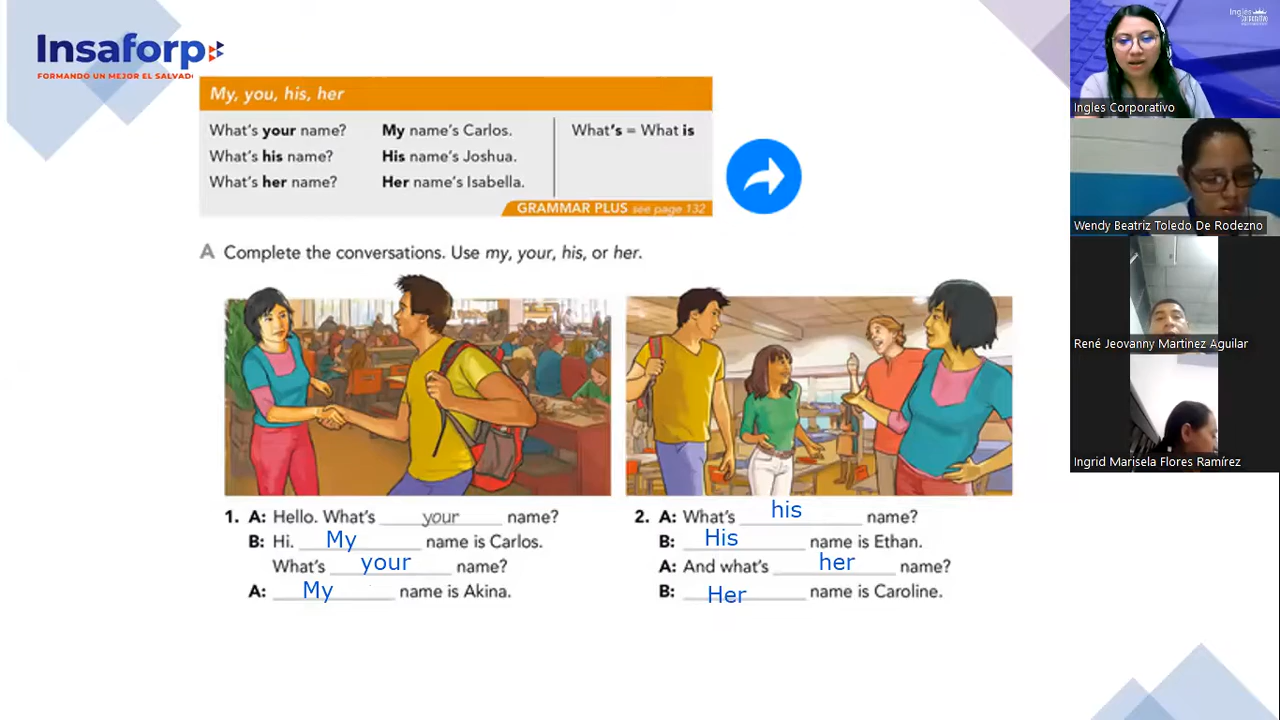 Insaforp
FORMANDO UN MEJOR EL SALVAD
My, you, his, her
What's your name? My name's Carlos. What's = What is
What's his name? His name's Joshua.
What's her name? Her name's Isabella.
GRAMMAR PLUS see page 132
A Complete the conversations. Use my, your, his, or her.
1. A: Hello. What's your name?
B: Hi. My name is Carlos.
What's your name?
A: My name is Akina.
2. A: What's his name?
B: His name is Ethan.
A: And what's her name?
B: Her name is Caroline.
Ingles Corporativo
Wendy Beatriz Toledo De Rodezno
René Jeovanny Martinez Aguilar
Ingrid Marisela Flores Ramírez